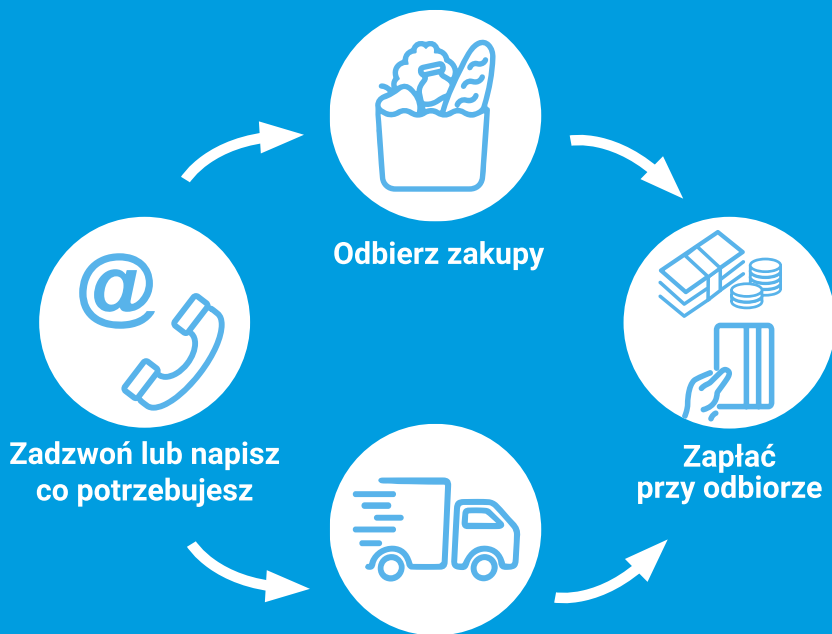 Odbierz zakupy
@
Zadzwoń lub napisz
co potrzebujesz
Zapłać
przy odbiorze